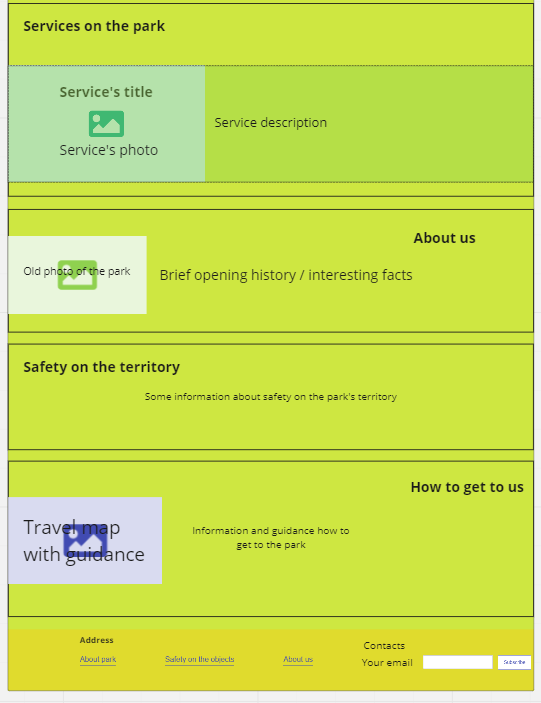 Services on the park
Service's title
Service's photo
Service description
About us
Old photo of the park
Brief opening history / interesting facts
Safety on the territory
Some information about safety on the park's territory
How to get to us
Travel map
with guidance
Information and guidance how to
get to the park
Address
About park
Safety on the objects
About us
Contacts
Your email
Subscribe